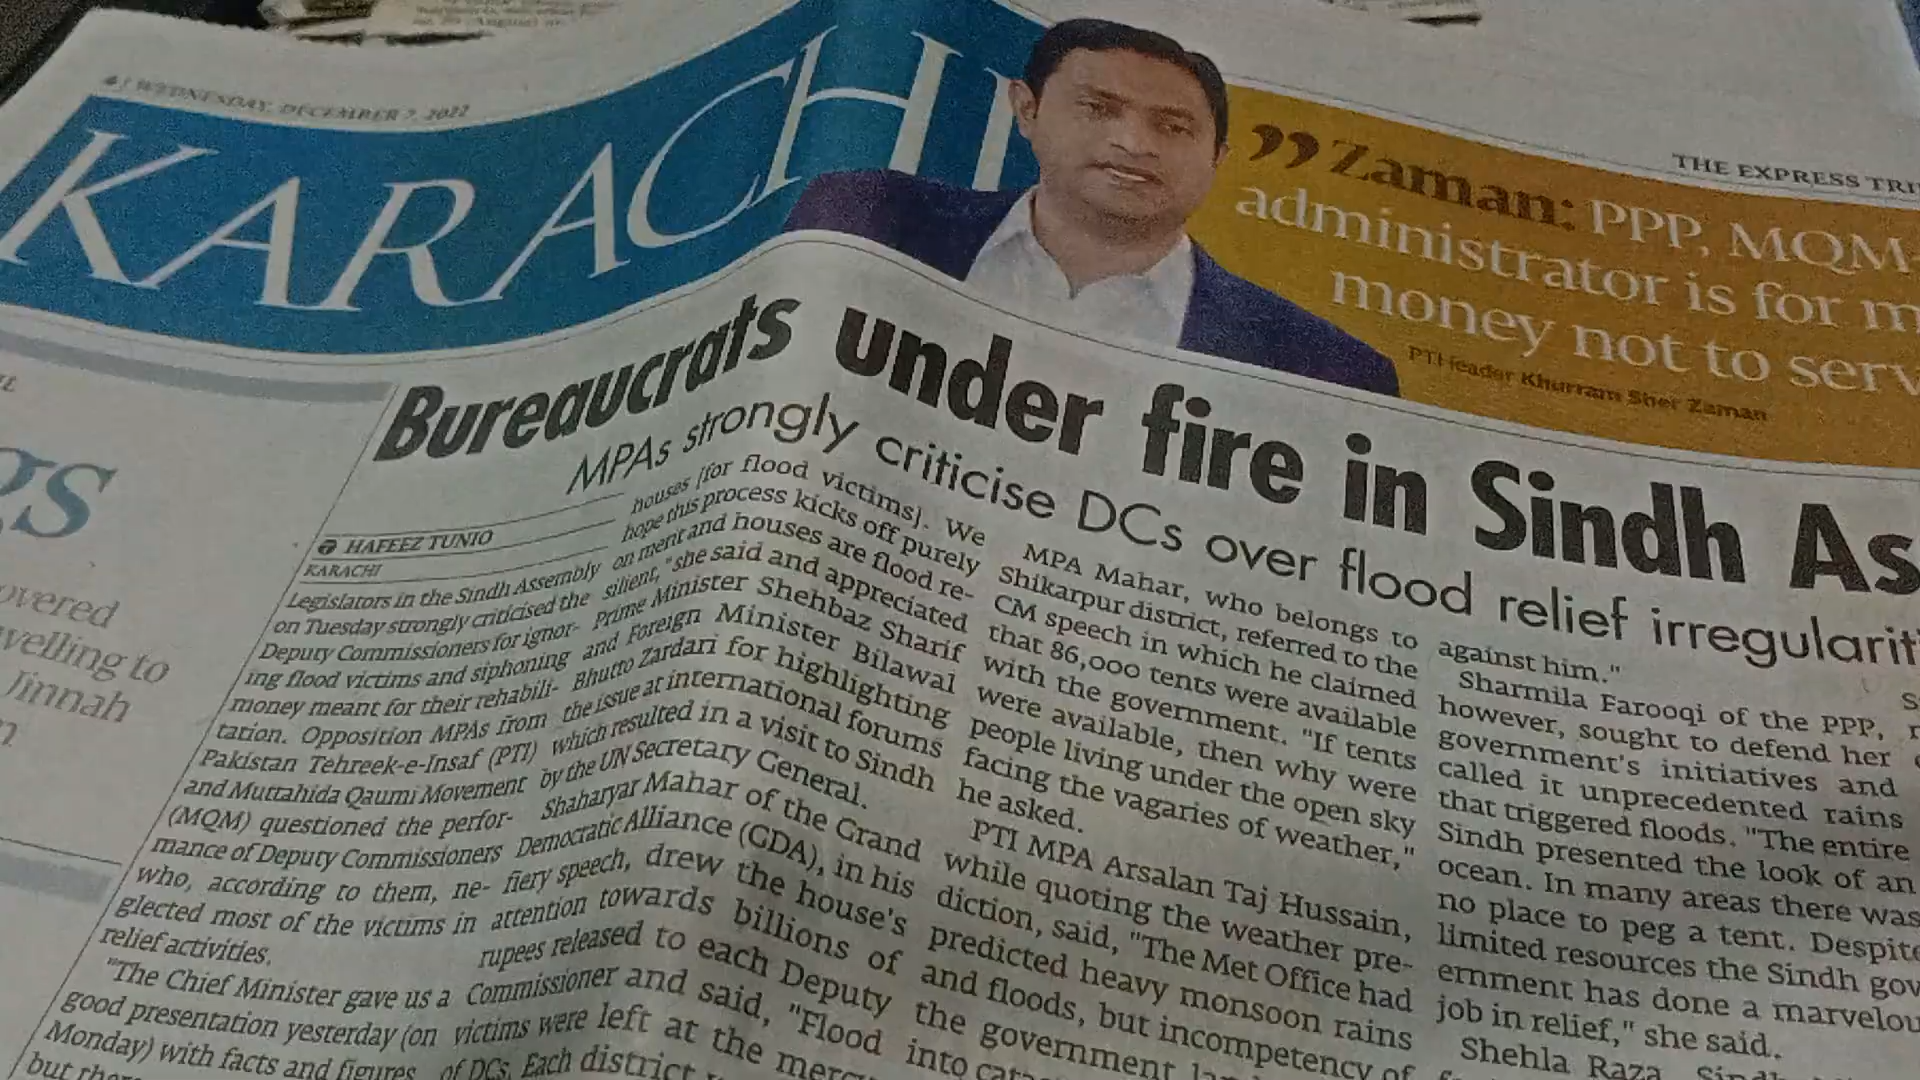 4 | WEDNESDAY, DECEMBER 7, 2022
THE EXPRESS
KARACHI
”Zaman: PPP, MQM-
administrator is for
money not to
PTI leader Khurram Sher Zaman
Bureaucrats under fire in Sindh
MPAs strongly criticise DCs over flood relief
overed
velling to
Jinnah
HAFEEZ TUNIO
KARACHI
Legislators in the Sindh Assembly
on Tuesday strongly criticised the
Deputy Commissioners for ignor-
ing flood victims and siphoning
money meant for their rehabili-
tation. Opposition MPAs from
Pakistan Tehreek-e-Insaf (PTI)
and Muttahida Qaumi Movement
(MQM) questioned the perfor-
mance of Deputy Commissioners
who, according to them, ne-
glected most of the victims in
relief activities.
"The Chief Minister gave us a
good presentation yesterday (on
Monday) with facts and figures
but
houses [for flood victims]. We
hope this process kicks off purely
on merit and houses are flood re-
silient," she said and appreciated
Prime Minister Shehbaz Sharif
and Foreign Minister Bilawal
Bhutto Zardari for highlighting
the issue at international forums
which resulted in a visit to Sindh
by the UN Secretary General.
Shaharyar Mahar of the Grand
Democratic Alliance (GDA), in his
fiery speech, drew the house's
attention towards billions of
rupees released to each Deputy
Commissioner and said, "Flood
victims were left at the
of DCs. Each district
MPA Mahar, who belongs to
Shikarpur district, referred to the
CM speech in which he claimed
that 86,000 tents were available
with the government. "If tents
were available, then why were
people living under the open sky
facing the vagaries of weather,"
he asked.
PTI MPA Arsalan Taj Hussain,
while quoting the weather pre-
diction, said, "The Met Office had
predicted heavy monsoon rains
and floods, but incompetency of
the government
into
against him."
Sharmila Farooqi of the PPP,
however, sought to defend her
government's initiatives and
called it unprecedented rains
that triggered floods. "The entire
Sindh presented the look of an
ocean. In many areas there was
no place to peg a tent. Despite
limited resources the Sindh gov
ernment has done a
job in relief," she said.
Shehla Raza,